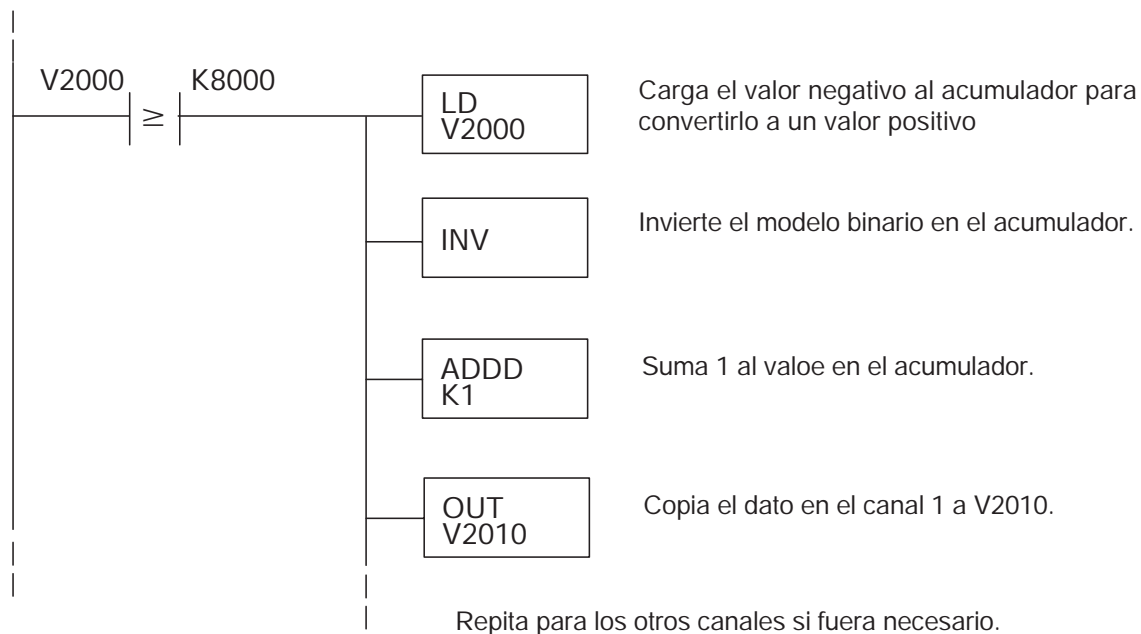 V2000 K8000
≥
LD
V2000
Carga el valor negativo al acumulador para
convertirlo a un valor positivo
INV
Invierte el modelo binario en el acumulador.
ADDD
K1
Suma 1 al valoe en el acumulador.
OUT
V2010
Copia el dato en el canal 1 a V2010.
Repita para los otros canales si fuera necesario.